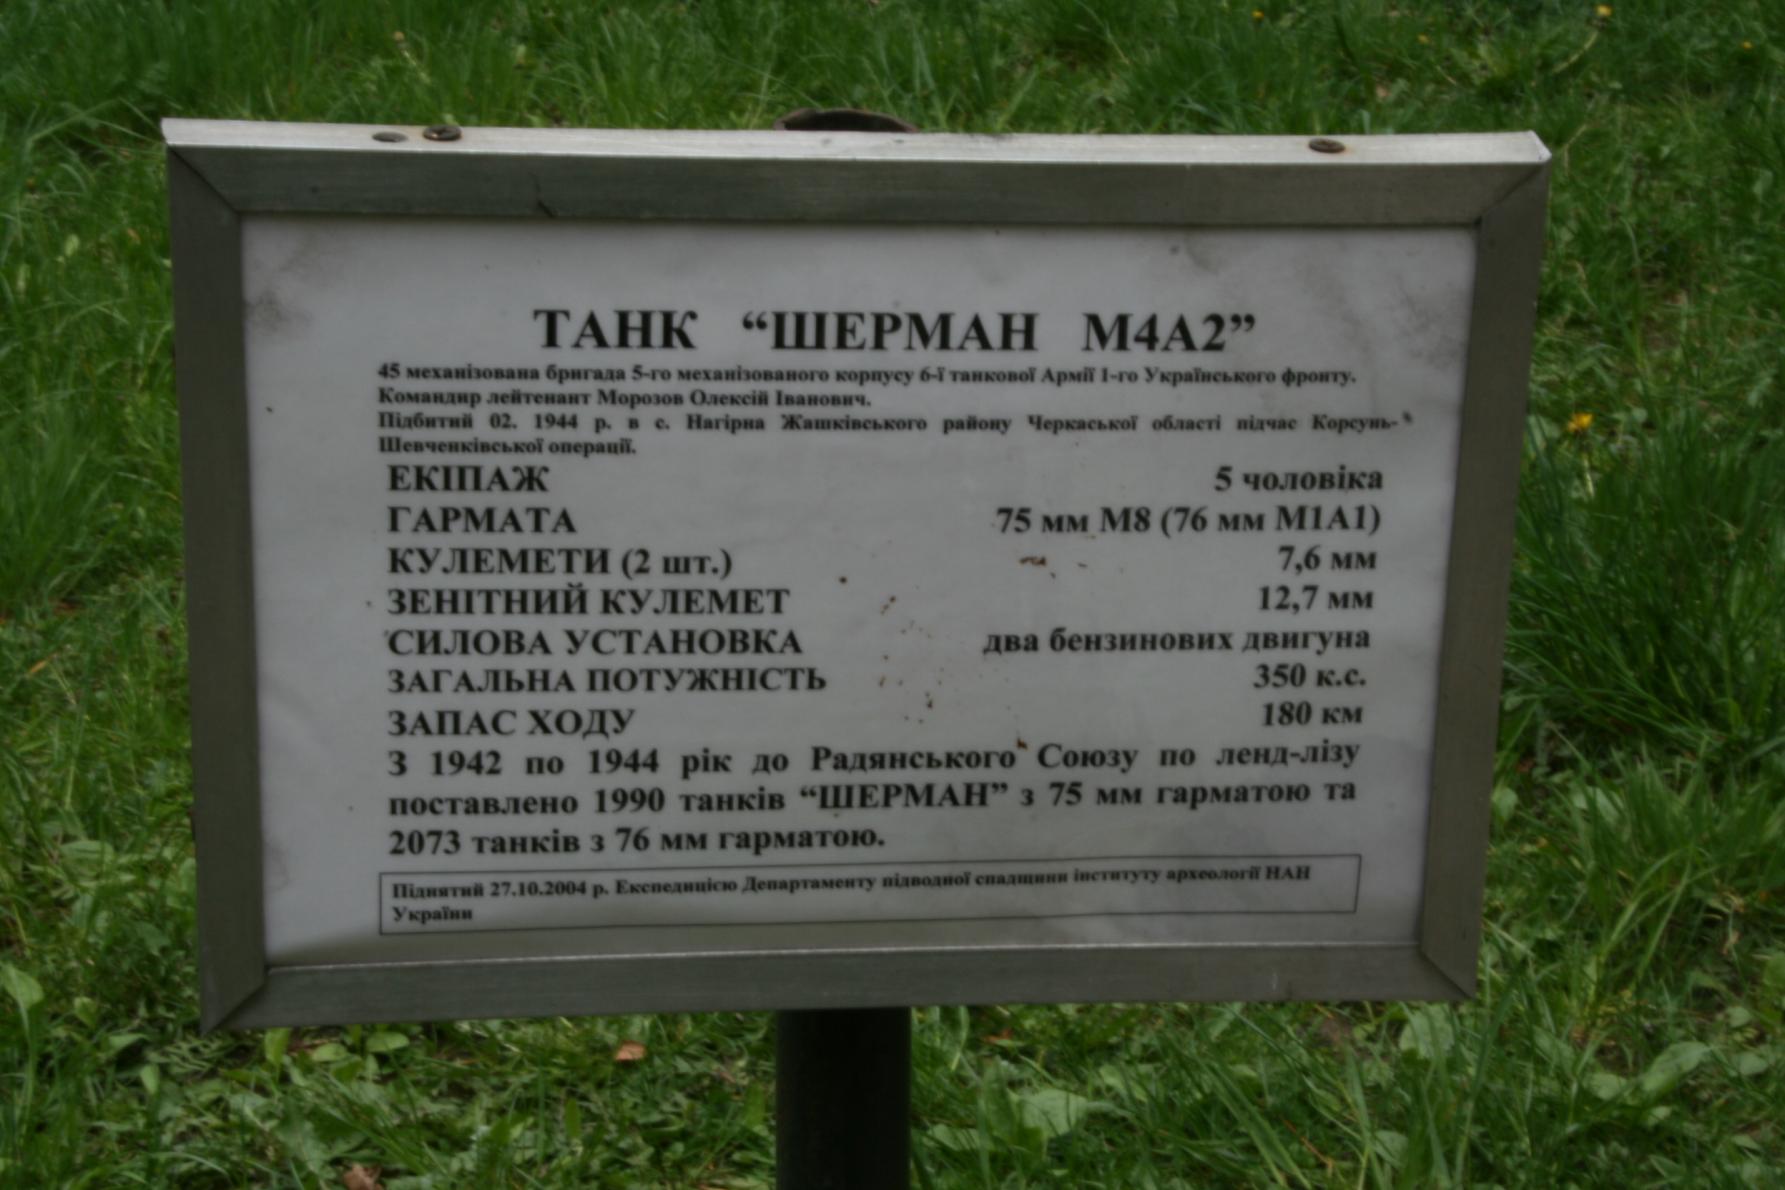 ТАНК “ШЕРМАН М4А2”
45 механізована бригада 5-го механізованого корпусу 6-ї танкової Армії 1-го Українського фронту.
Командир лейтенант Морозов Олексій Іванович.
Підбитий 02. 1944 р. в с. Нагірна Жашківського району Черкаської області підчас Корсунь-
Шевченківської операції.
ЕКІПАЖ 5 чоловіка
ГАРМАТА 75 мм М8 (76 мм М1А1)
КУЛЕМЕТИ (2 шт.) 7,6 мм
ЗЕНІТНИЙ КУЛЕМЕТ 12,7 мм
СИЛОВА УСТАНОВКА два бензинових двигуна
ЗАГАЛЬНА ПОТУЖНІСТЬ 350 к.с.
ЗАПАС ХОДУ 180 км
З 1942 по 1944 рік до Радянського Союзу по ленд-лізу
поставлено 1990 танків “ШЕРМАН” з 75 мм гарматою та
2073 танків з 76 мм гарматою.
Піднятий 27.10.2004 р. Експедицією Департаменту підводної спадщини інституту археології НАН
України